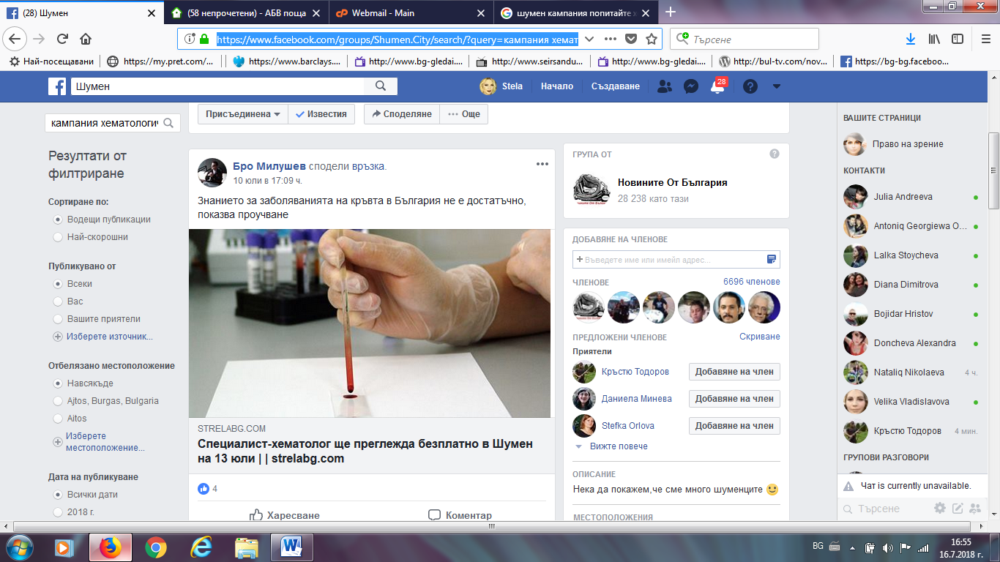 (28) Шумен
(58 непрочетени) - АБВ поща
Webmail - Main
шумен кампания попитайте х
https://www.facebook.com/groups/Shumen.City/search/?query=кампания хемат
Търсене
Най-посещавани
https://my.pret.com/...
https://www.barclays....
http://www.bg-gledai....
http://www.seirsandu...
http://www.bg-gledai....
http://bul-tv.com/nov...
https://bg-bg.faceboo...
Шумен
Stela
Начало
Създаване
28
кампания хематологич
Резултати от
филтриране
Сортиране по:
Водещи публикации
Най-скорошни
Публикувано от
Всеки
Вас
Вашите приятели
Изберете източник...
Отбелязано местоположение
Навсякъде
Ajtos, Burgas, Bulgaria
Aitos
Изберете
местоположение...
Дата на публикуване
Всички дати
2018 г.
Присъединена
Известия
Споделяне
Още
Бро Милушев сподели връзка.
10 юли в 17:09 ч.
Знанието за заболяванията на кръвта в България не е достатъчно,
показва проучване
STRELABG.COM
Специалист-хематолог ще преглежда безплатно в Шумен
на 13 юли | | strelabg.com
4
Харесване
Коментар
ГРУПА ОТ
Новините От България
28 238 като тази
ДОБАВЯНЕ НА ЧЛЕНОВЕ
Въведете име или имейл адрес...
ЧЛЕНОВЕ
6696 членове
ПРЕДЛОЖЕНИ ЧЛЕНОВЕ
Скриване
Приятели
Кръстю Тодоров
Добавяне на член
Даниела Минева
Добавяне на член
Stefka Orlova
Добавяне на член
Вижте повече
ОПИСАНИЕ
Нека да покажем,че сме много шуменците
МЕСТОПОЛОЖЕНИЯ
ВАШИТЕ СТРАНИЦИ
Право на зрение
КОНТАКТИ
Julia Andreeva
Antoniq Georgiewa O...
Lalka Stoycheva
Diana Dimitrova
Bojidar Hristov
Doncheva Alexandra
Nataliq Nikolaeva
4 ч.
Velika Vladislavova
Кръстю Тодоров
4 мин.
ГРУПОВИ РАЗГОВОРИ
Чат is currently unavailable.
Търсене
BG
16:55
16.7.2018 г.